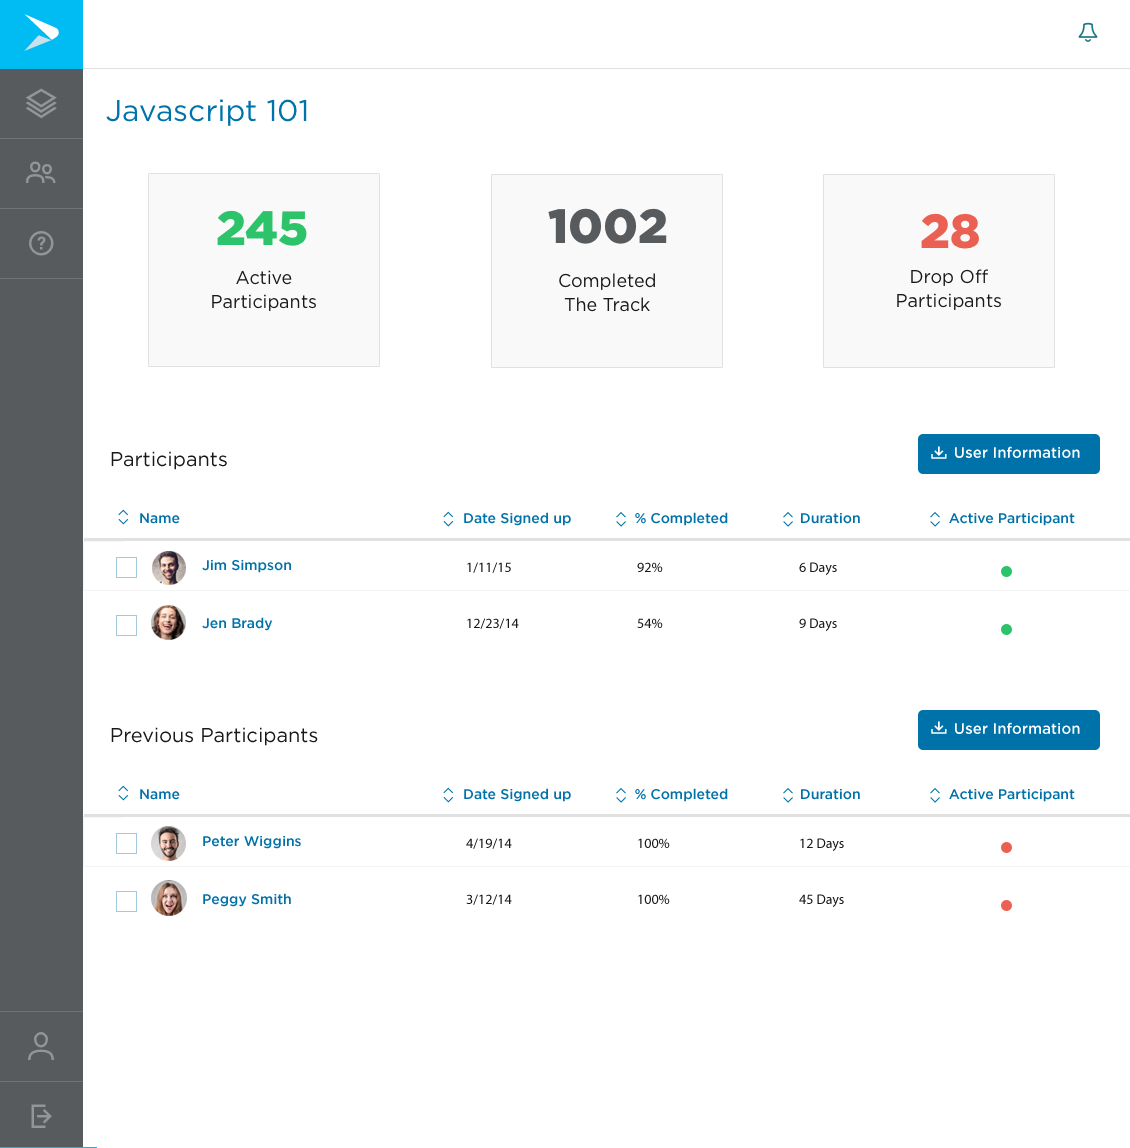 Javascript 101
245
Active
Participants
1002
Completed
The Track
28
Drop Off
Participants
Participants
User Information
Name Date Signed up % Completed Duration Active Participant
Jim Simpson 1/11/15 92% 6 Days
Jen Brady 12/23/14 54% 9 Days
Previous Participants
User Information
Name Date Signed up % Completed Duration Active Participant
Peter Wiggins 4/19/14 100% 12 Days
Peggy Smith 3/12/14 100% 45 Days